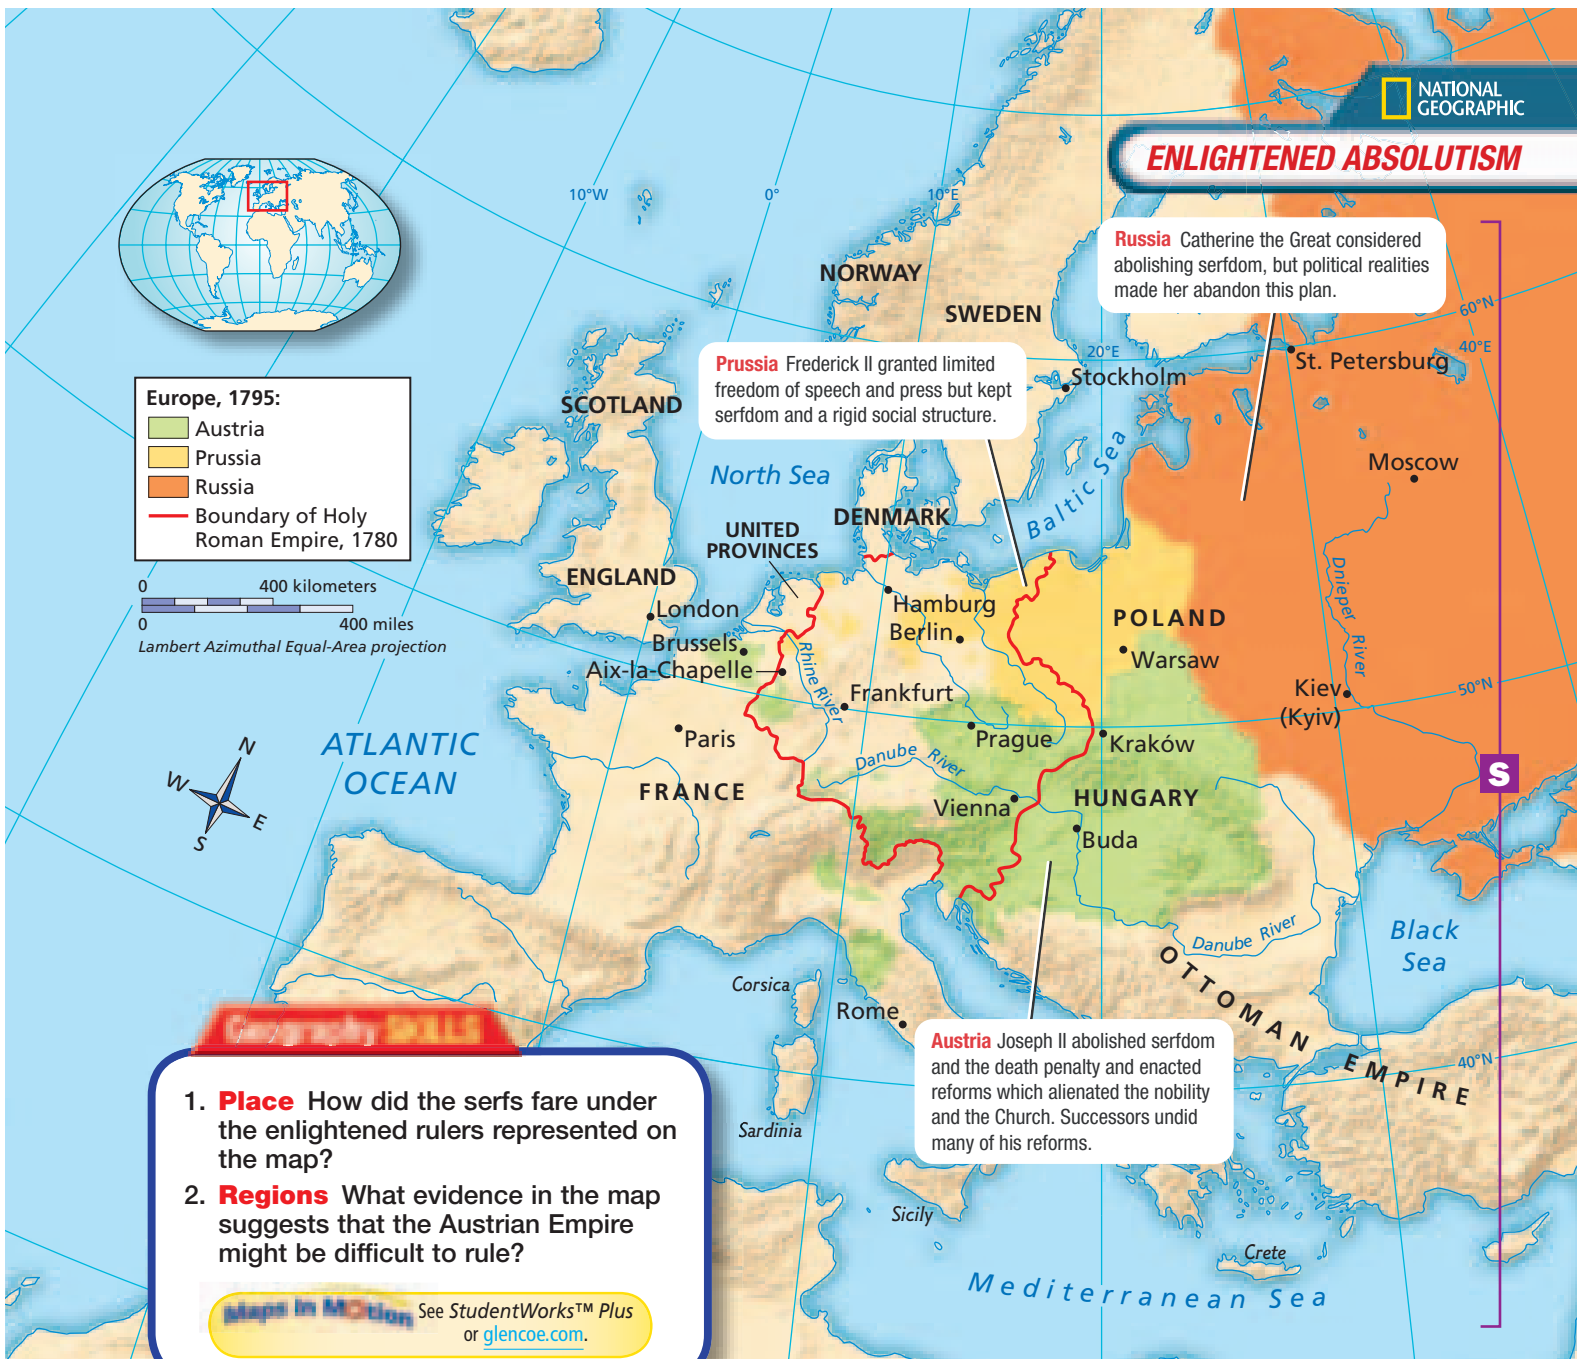 NATIONAL
GEOGRAPHIC
ENLIGHTENED ABSOLUTISM
10°W
0°
10°E
20°E
60°N
40°E
50°N
40°N
Russia Catherine the Great considered
abolishing serfdom, but political realities
made her abandon this plan.
NORWAY
SWEDEN
Prussia Frederick II granted limited
freedom of speech and press but kept
serfdom and a rigid social structure.
Stockholm
St. Petersburg
Europe, 1795:
Austria
Prussia
Russia
Boundary of Holy
Roman Empire, 1780
0 400 kilometers
0 400 miles
Lambert Azimuthal Equal-Area projection
SCOTLAND
North Sea
Baltic Sea
Moscow
DENMARK
UNITED
PROVINCES
ENGLAND
London
Hamburg
Berlin
Brussels
Aix-la-Chapelle
Rhine River
POLAND
Warsaw
Dnieper River
Kiev
(Kyiv)
Frankfurt
Paris
Prague
Kraków
ATLANTIC
OCEAN
N
W
E
S
FRANCE
Danube River
Vienna
HUNGARY
Buda
S
Danube River
Black
Sea
OTTOMAN EMPIRE
Corsica
Rome
Sardinia
Austria Joseph II abolished serfdom
and the death penalty and enacted
reforms which alienated the nobility
and the Church. Successors undid
many of his reforms.
Sicily
Crete
Mediterranean Sea
Geography SKILLS
1. Place How did the serfs fare under
the enlightened rulers represented on
the map?
2. Regions What evidence in the map
suggests that the Austrian Empire
might be difficult to rule?
Maps in MOtion See StudentWorks™ Plus
or glencoe.com.